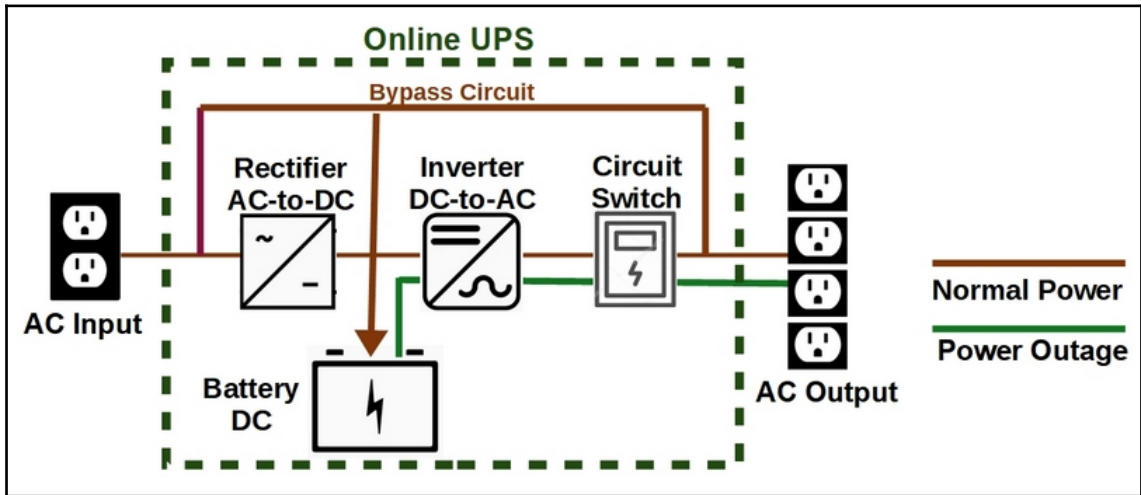 Online UPS
Bypass Circuit
Rectifier
AC-to-DC
Inverter
DC-to-AC
Circuit
Switch
AC Input
Normal Power
Power Outage
Battery
DC
AC Output